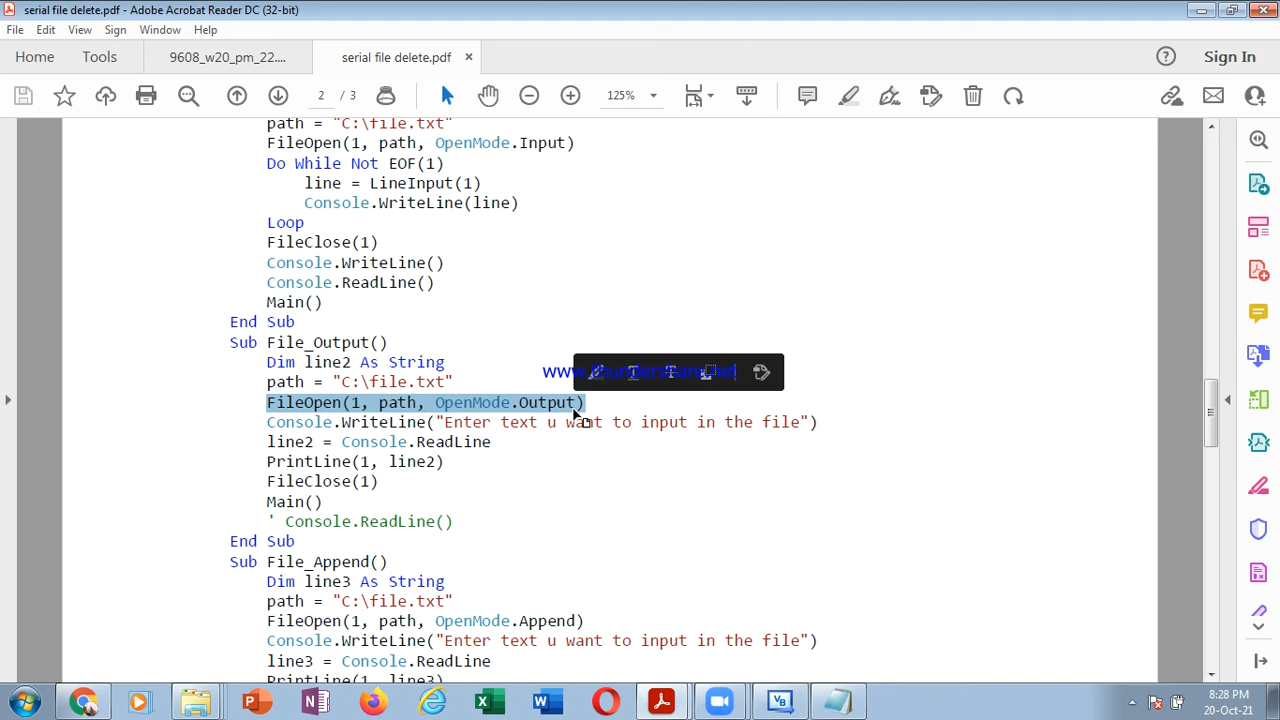 serial file delete.pdf - Adobe Acrobat Reader DC (32-bit)
File Edit View Sign Window Help
Home Tools 9608_w20_pm_22.... serial file delete.pdf × Sign In
2 / 3 125%
path = "C:\file.txt"
FileOpen(1, path, OpenMode.Input)
Do While Not EOF(1)
line = LineInput(1)
Console.WriteLine(line)
Loop
FileClose(1)
Console.WriteLine()
Console.ReadLine()
Main()
End Sub
Sub File_Output()
Dim line2 As String
www.thundershare.net
path = "C:\file.txt"
FileOpen(1, path, OpenMode.Output)
Console.WriteLine("Enter text u want to input in the file")
line2 = Console.ReadLine
PrintLine(1, line2)
FileClose(1)
Main()
' Console.ReadLine()
End Sub
Sub File_Append()
Dim line3 As String
path = "C:\file.txt"
FileOpen(1, path, OpenMode.Append)
Console.WriteLine("Enter text u want to input in the file")
line3 = Console.ReadLine
PrintLine(1, line3)
8:28 PM
20-Oct-21